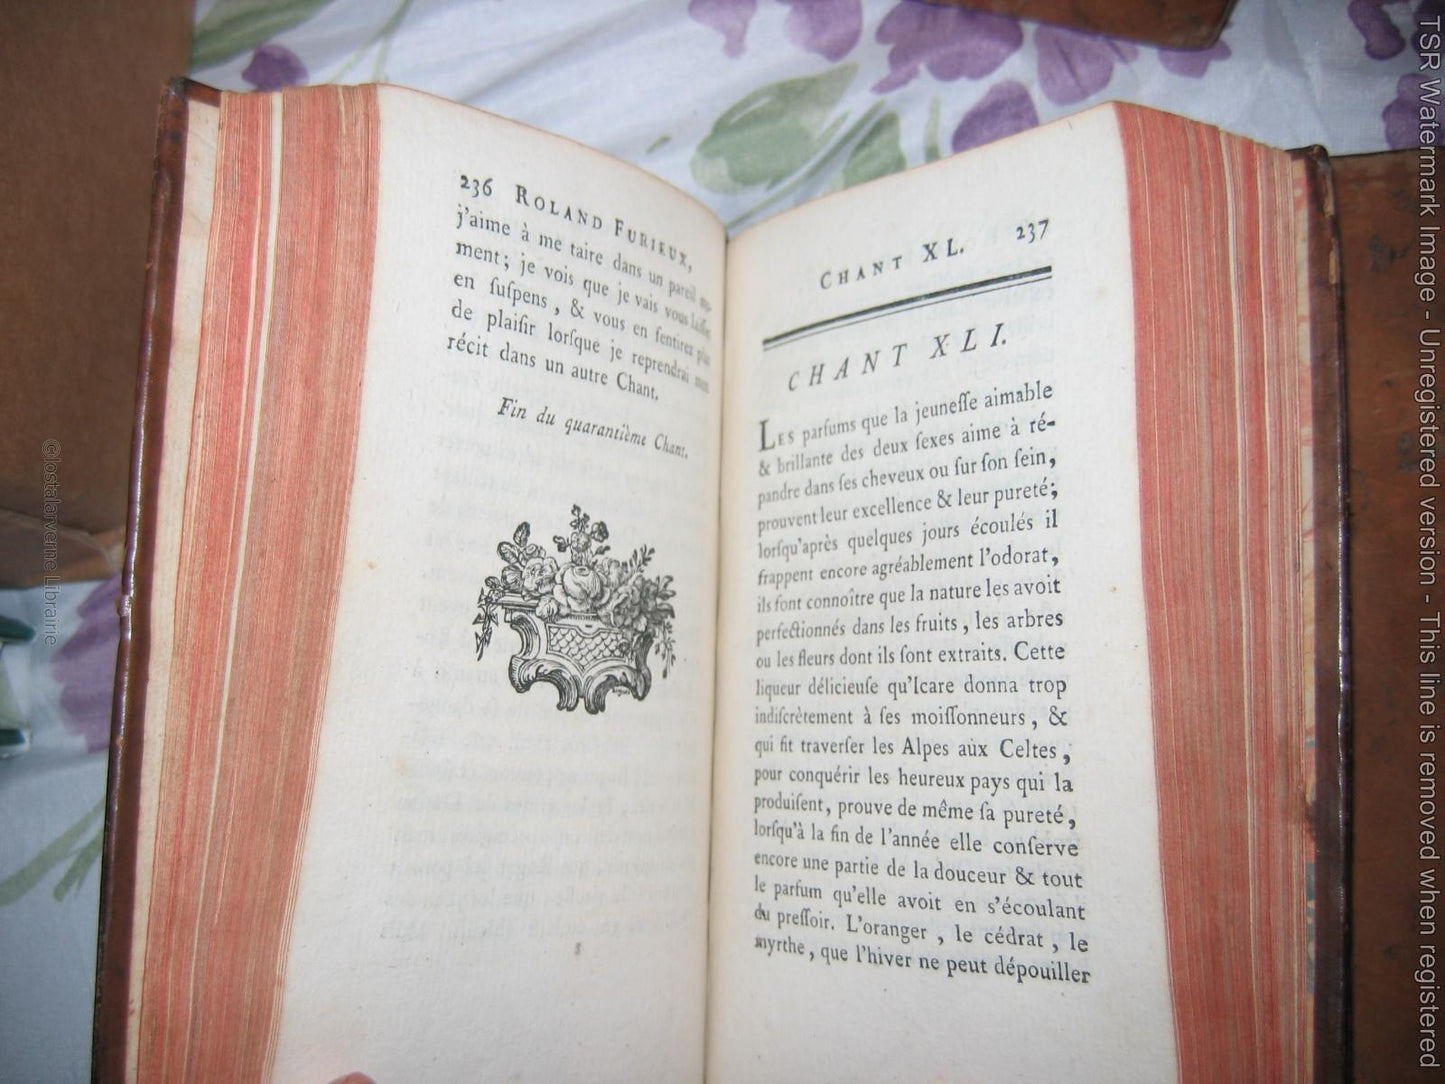 236 ROLAND FURIEUX,
j'aime à me taire dans un pareil mo-
ment ; je vois que je vais vous laisser
en ſuſpens , & vous en ſentirez plus
de plaiſir lorſque je reprendrai mon
récit dans un autre Chant.
Fin du quarantième Chant.
CHANT XL. 237
CHANT XLI.
LES parfums que la jeuneſſe aimable
& brillante des deux ſexes aime à ré-
pandre dans ſes cheveux ou ſur ſon ſein,
prouvent leur excellence & leur pureté ;
lorſqu'après quelques jours écoulés il
frappent encore agréablement l'odorat ,
ils font connoître que la nature les avoit
perfectionnés dans les fruits , les arbres
ou les fleurs dont ils ſont extraits. Cette
liqueur délicieuſe qu'Icare donna trop
indiſcrètement à ſes moiſſonneurs , &
qui fit traverſer les Alpes aux Celtes ,
pour conquérir les heureux pays qui la
produiſent, prouve de même ſa pureté ,
lorſqu'à la fin de l'année elle conſerve
encore une partie de la douceur & tout
le parfum qu'elle avoit en s'écoulant
du preſſoir. L'oranger , le cédrat , le
myrthe , que l'hiver ne peut dépouiller
©lostalarverne Librairie
TSR Watermark Image - Unregistered version - This line is removed when registered